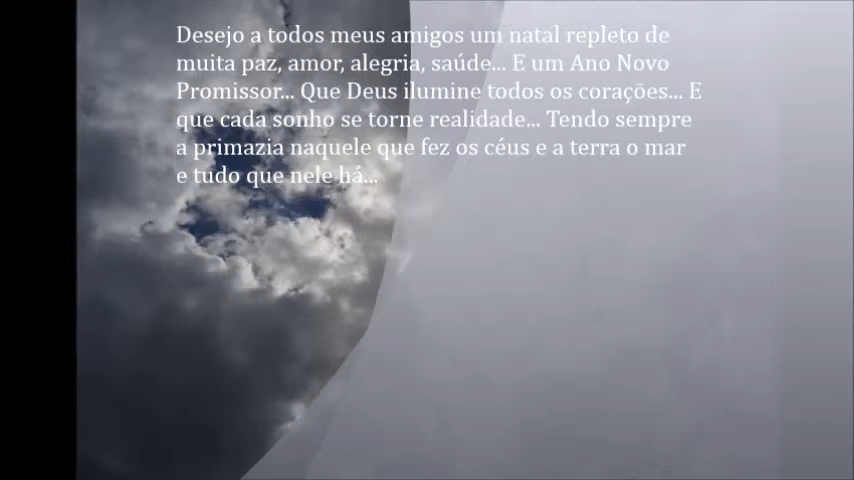 Desejo a todos meus amigos um natal repleto de
muita paz, amor, alegria, saúde... E um Ano Novo
Promissor... Que Deus ilumine todos os corações... E
que cada sonho se torne realidade... Tendo sempre
a primazia naquele que fez os céus e a terra o mar
e tudo que nele há...